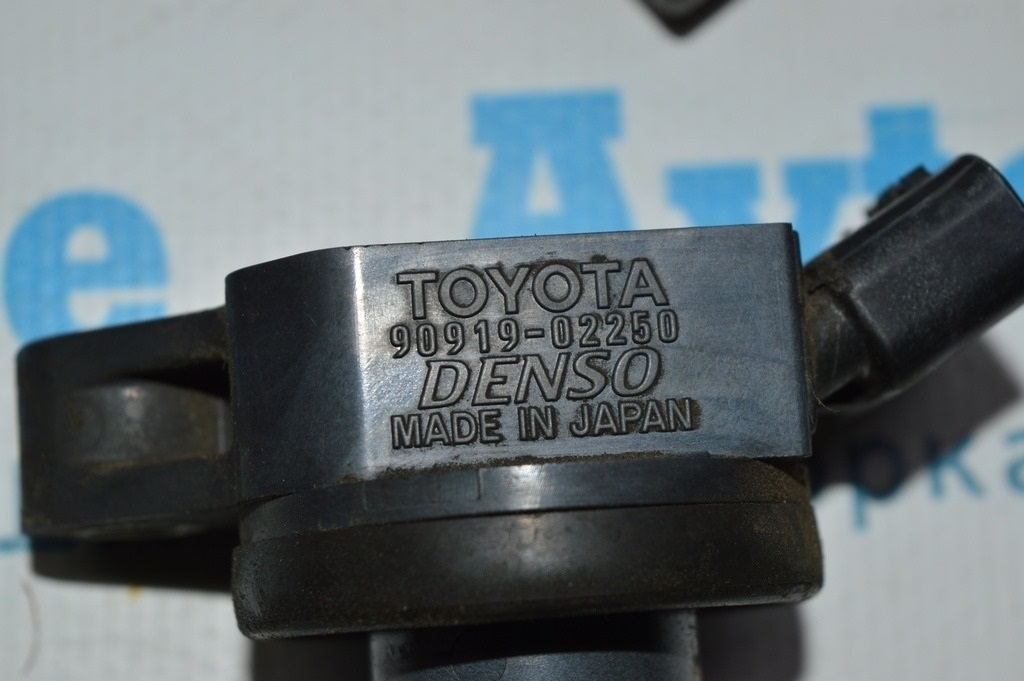 TOYOTA
90919-02250
DENSO
MADE IN JAPAN